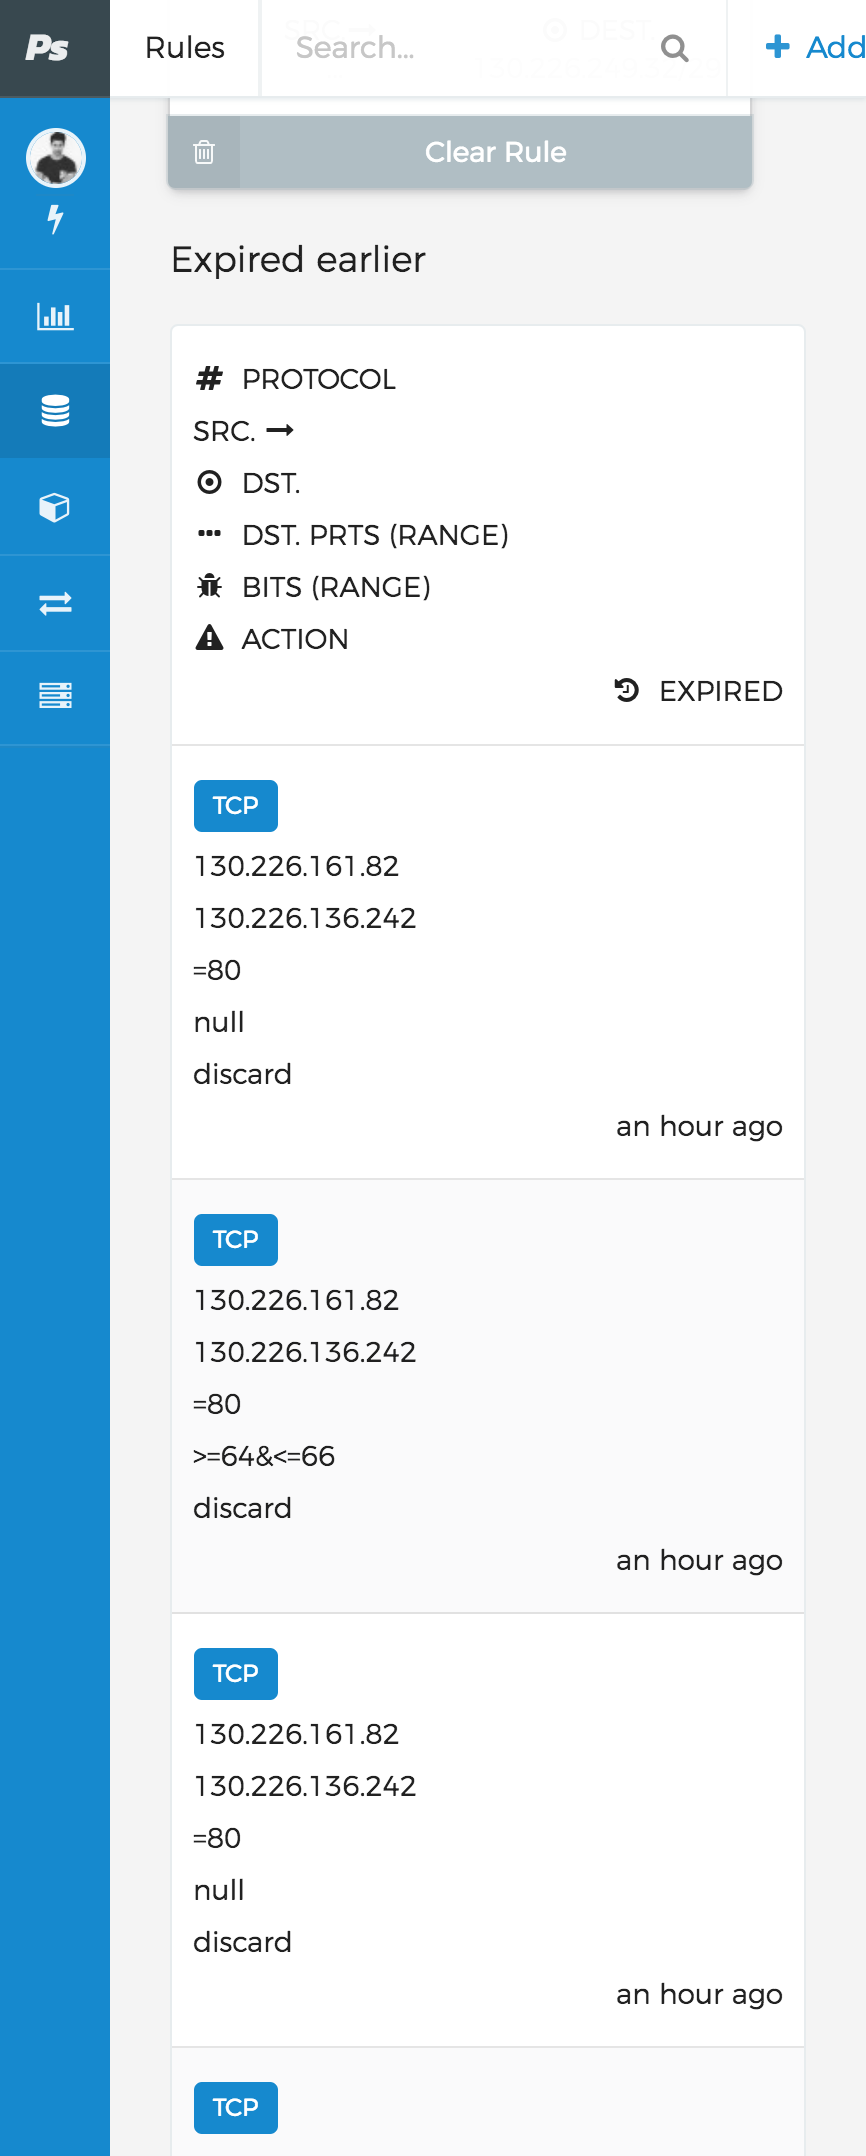 Ps
Rules
Search...
SRC.
DEST.
Add
Clear Rule
Expired earlier
# PROTOCOL
SRC. →
DST.
DST. PRTS (RANGE)
BITS (RANGE)
ACTION
EXPIRED
TCP
130.226.161.82
130.226.136.242
=80
null
discard
an hour ago
TCP
130.226.161.82
130.226.136.242
=80
>=64&<=66
discard
an hour ago
TCP
130.226.161.82
130.226.136.242
=80
null
discard
an hour ago
TCP